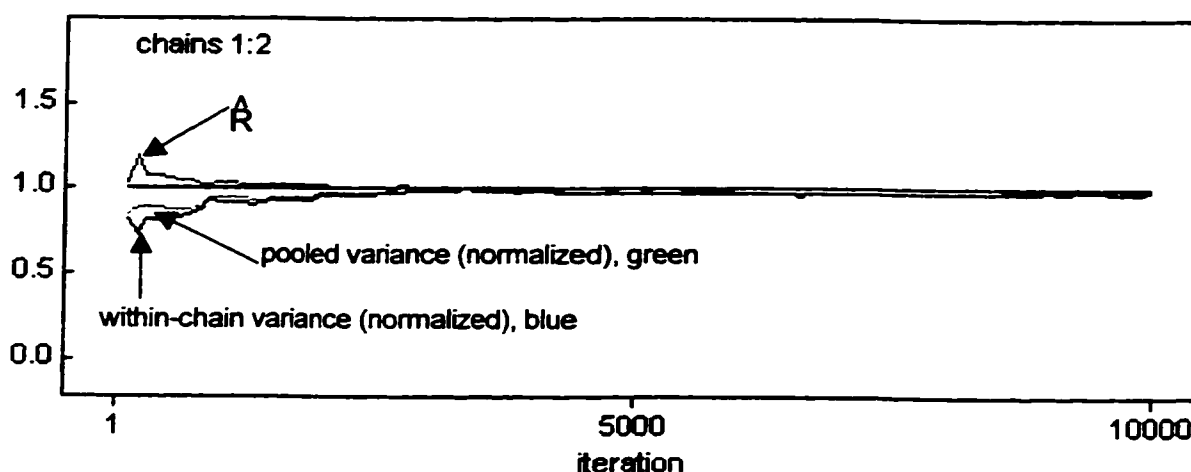 chains 1:2
1.5
R̂
1.0
pooled variance (normalized), green
0.5
within-chain variance (normalized), blue
0.0
1 5000 10000
iteration